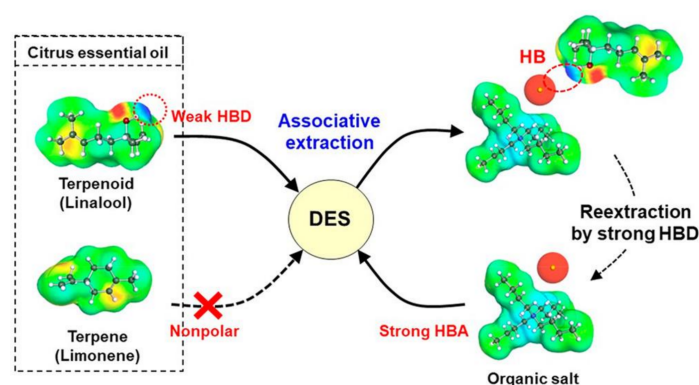 Citrus essential oil
Weak HBD
Terpenoid
(Linalool)
Terpene
(Limonene)
Nonpolar
Associative
extraction
DES
Strong HBA
HB
Reextraction
by strong HBD
Organic salt